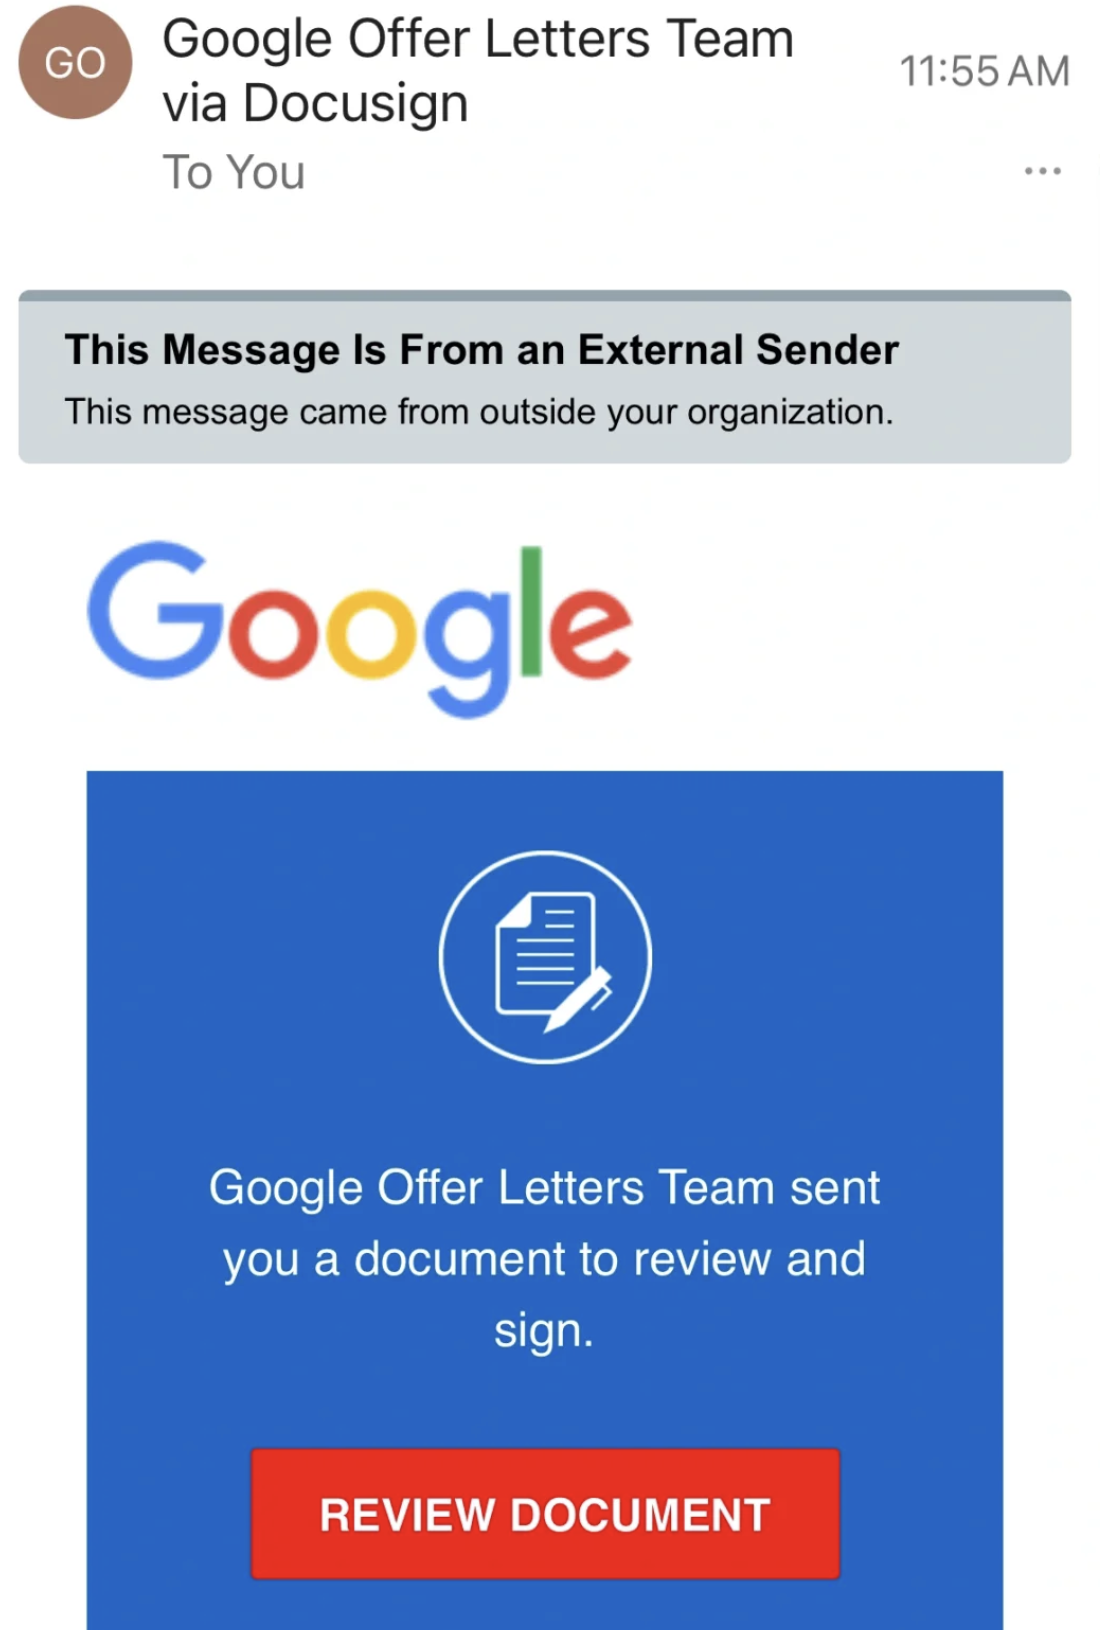 GO
Google Offer Letters Team
via Docusign
11:55 AM
To You
...
This Message Is From an External Sender
This message came from outside your organization.
Google
Google Offer Letters Team sent
you a document to review and
sign.
REVIEW DOCUMENT